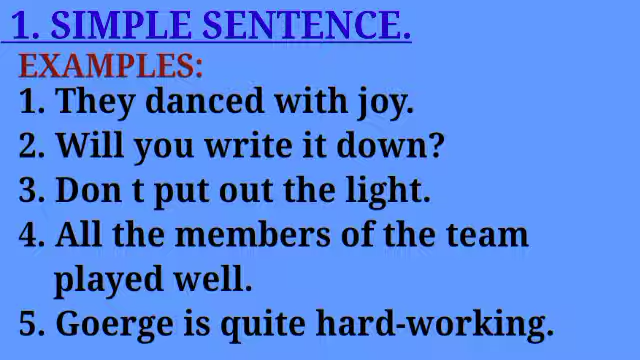 1. SIMPLE SENTENCE.
EXAMPLES:
1. They danced with joy.
2. Will you write it down?
3. Don t put out the light.
4. All the members of the team
played well.
5. Goerge is quite hard-working.